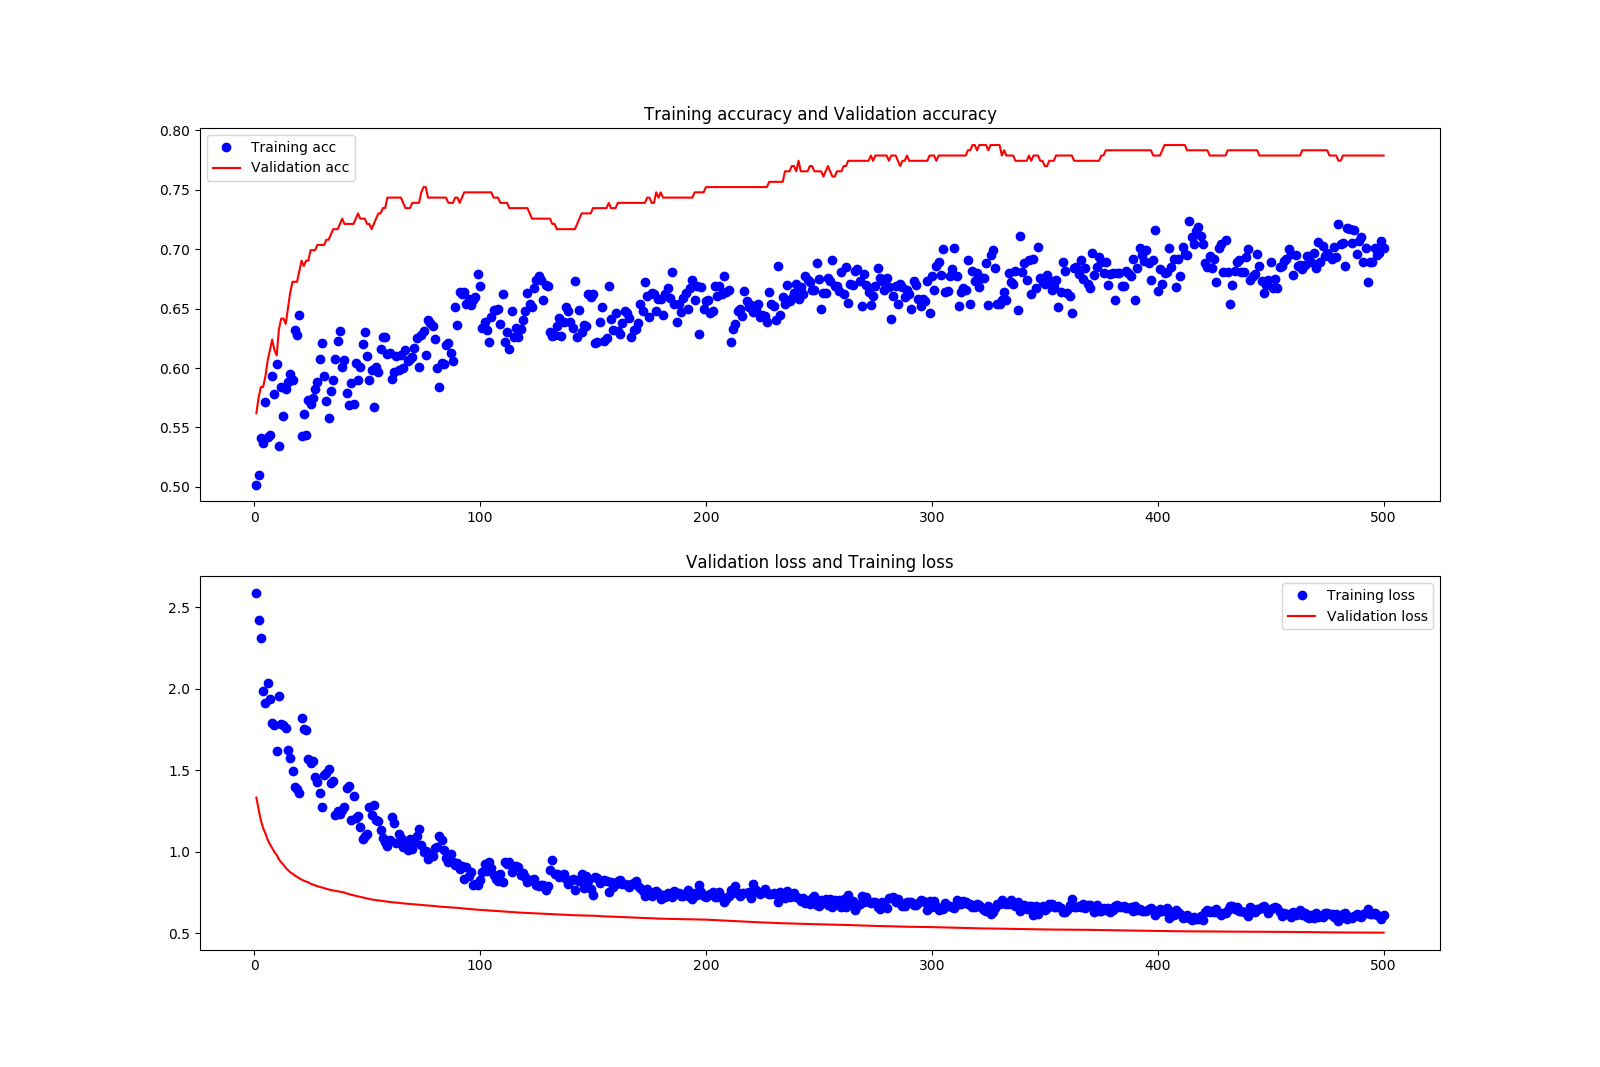 Training accuracy and Validation accuracy
Training acc
Validation acc
0.80
0.75
0.70
0.65
0.60
0.55
0.50
0 100 200 300 400 500
Validation loss and Training loss
Training loss
Validation loss
2.5
2.0
1.5
1.0
0.5
0 100 200 300 400 500